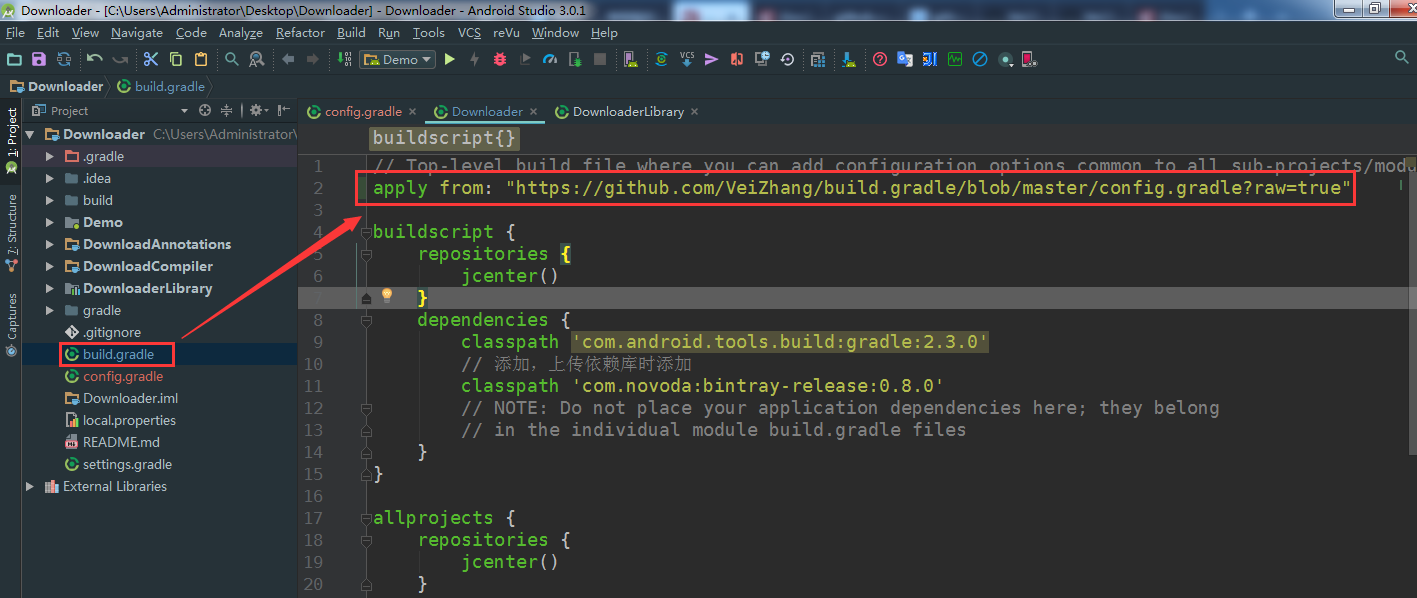 Downloader - [C:\Users\Administrator\Desktop\Downloader] - Downloader - Android Studio 3.0.1
File Edit View Navigate Code Analyze Refactor Build Run Tools VCS reVu Window Help
Demo
VCS
Downloader build.gradle
1: Project
7: Structure
Captures
Project
Downloader C:\Users\Administrator\
.gradle
.idea
build
Demo
DownloadAnnotations
DownloadCompiler
DownloaderLibrary
gradle
.gitignore
build.gradle
config.gradle
Downloader.iml
local.properties
README.md
settings.gradle
External Libraries
config.gradle Downloader DownloaderLibrary
buildscript{}
1 // Top-level build file where you can add configuration options common to all sub-projects/modu
2 apply from: "https://github.com/VeiZhang/build.gradle/blob/master/config.gradle?raw=true"
3
4 buildscript {
5 repositories {
6 jcenter()
7 }
8 dependencies {
9 classpath 'com.android.tools.build:gradle:2.3.0'
10 // 添加，上传依赖库时添加
11 classpath 'com.novoda:bintray-release:0.8.0'
12 // NOTE: Do not place your application dependencies here; they belong
13 // in the individual module build.gradle files
14 }
15 }
16
17 allprojects {
18 repositories {
19 jcenter()
20 }